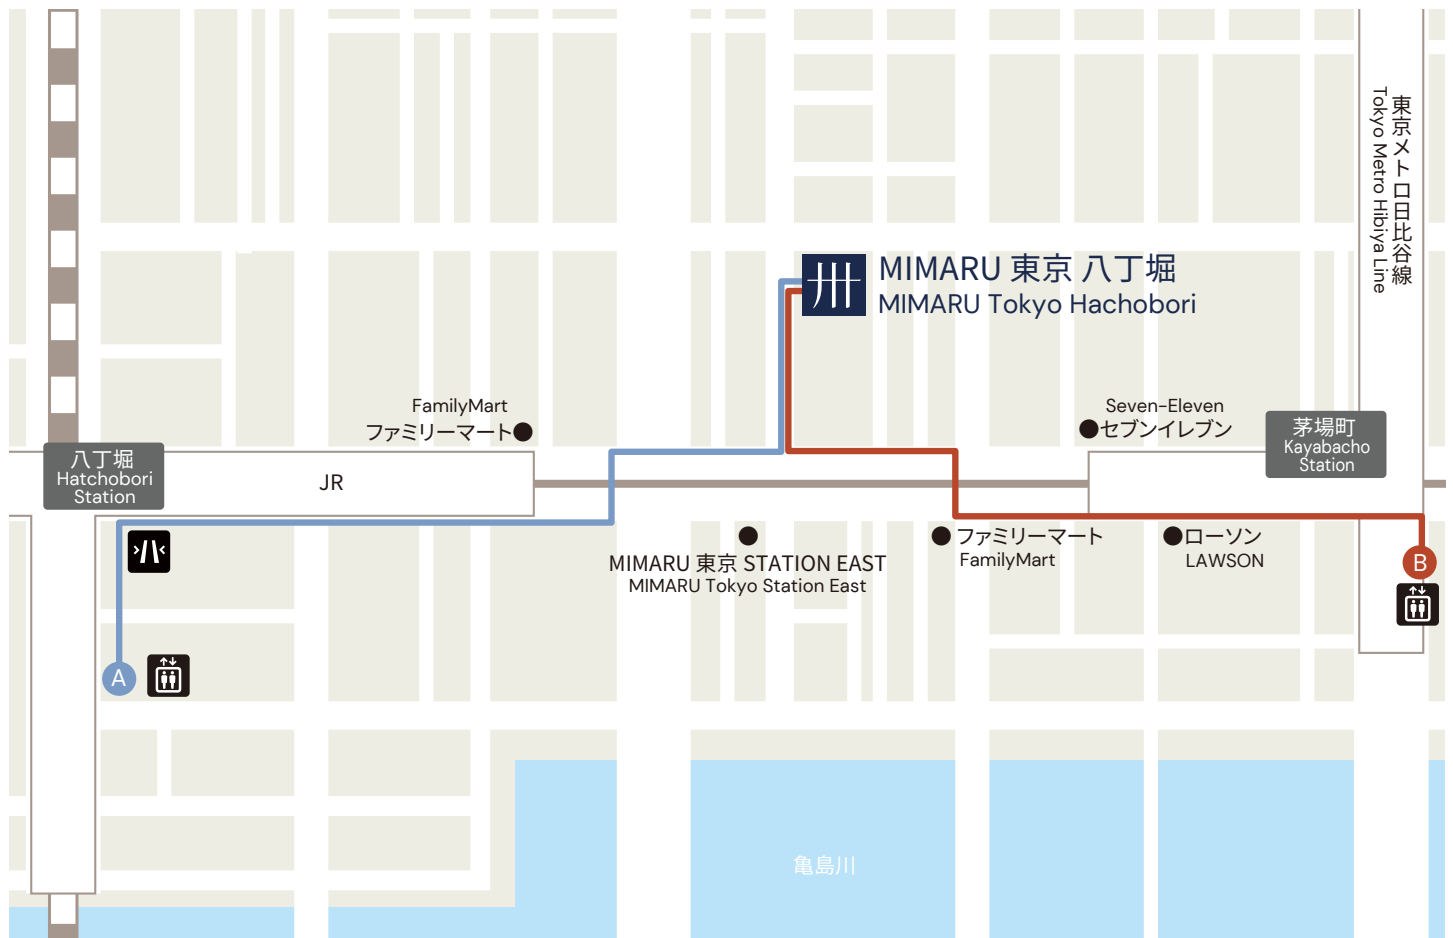 東京メトロ日比谷線
Tokyo Metro Hibiya Line
MIMARU 東京 八丁堀
MIMARU Tokyo Hachobori
FamilyMart
ファミリーマート
Seven-Eleven
セブンイレブン
茅場町
Kayabacho
Station
八丁堀
Hatchobori
Station
JR
MIMARU 東京 STATION EAST
MIMARU Tokyo Station East
ファミリーマート
FamilyMart
ローソン
LAWSON
B
A
亀島川